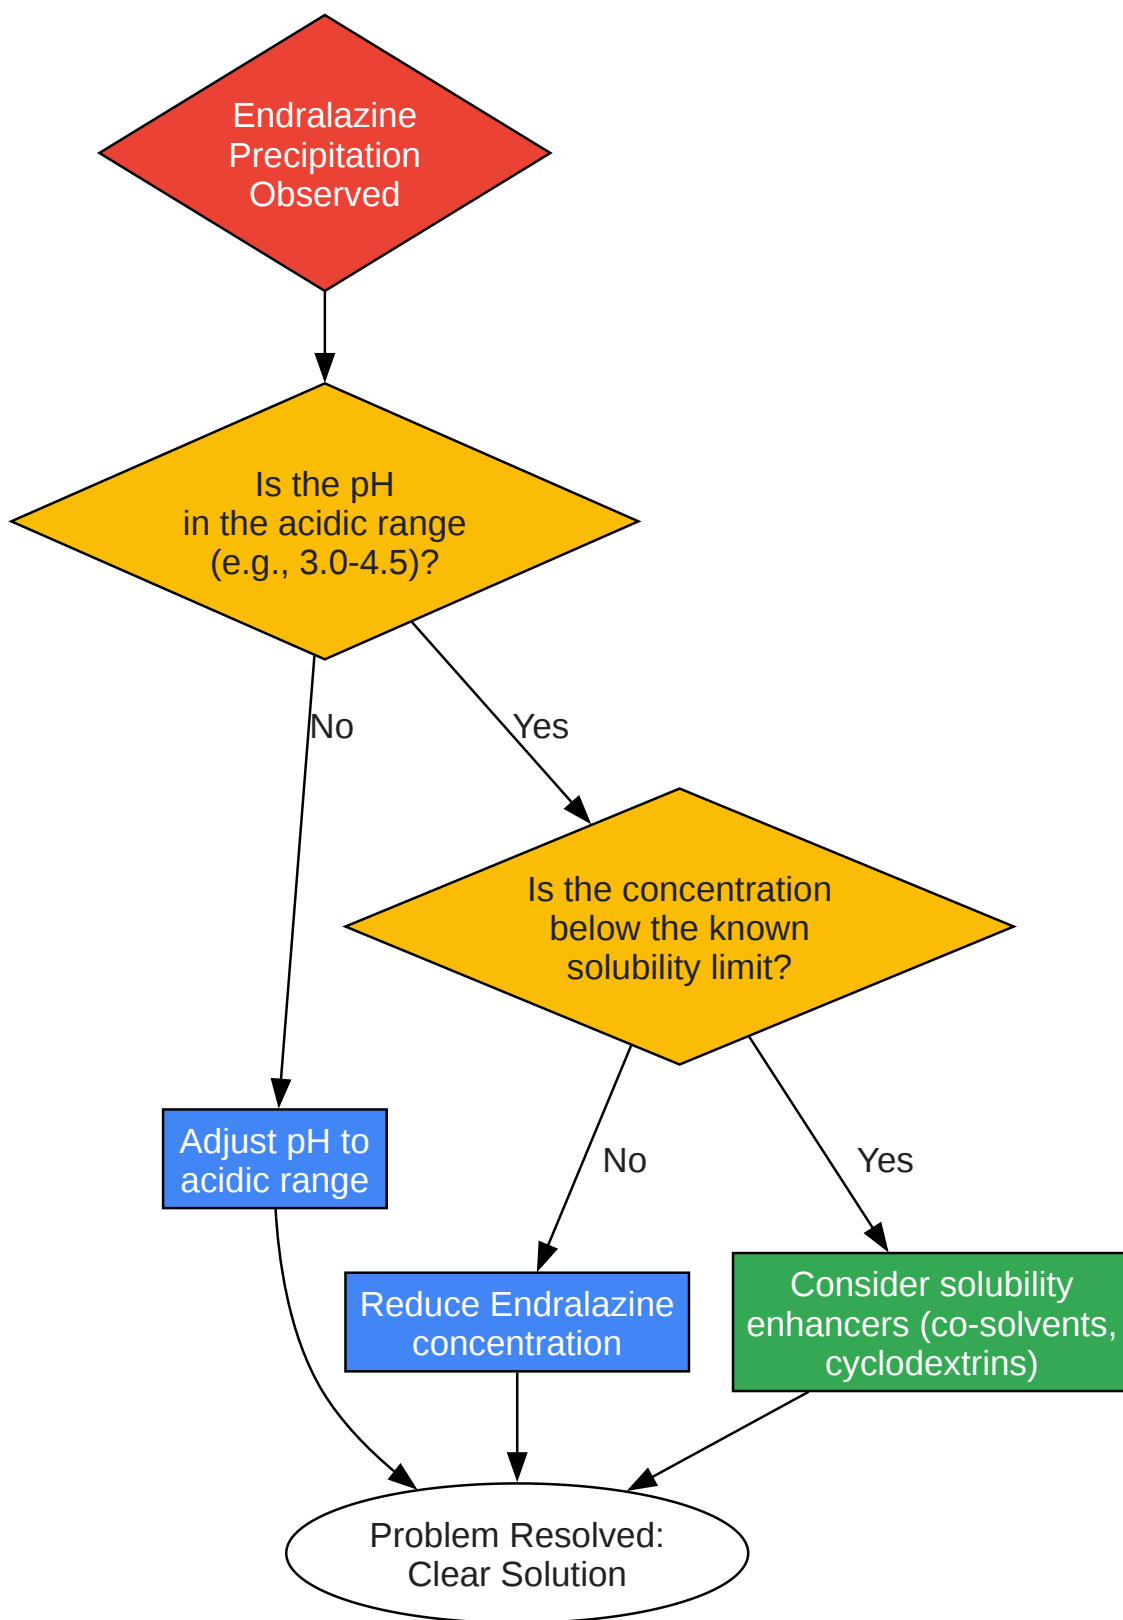 Endralazine
Precipitation
Observed
Is the pH
in the acidic range
(e.g., 3.0-4.5)?
No
Yes
Is the concentration
below the known
solubility limit?
Adjust pH to
acidic range
No
Yes
Reduce Endralazine
concentration
Consider solubility
enhancers (co-solvents,
cyclodextrins)
Problem Resolved:
Clear Solution